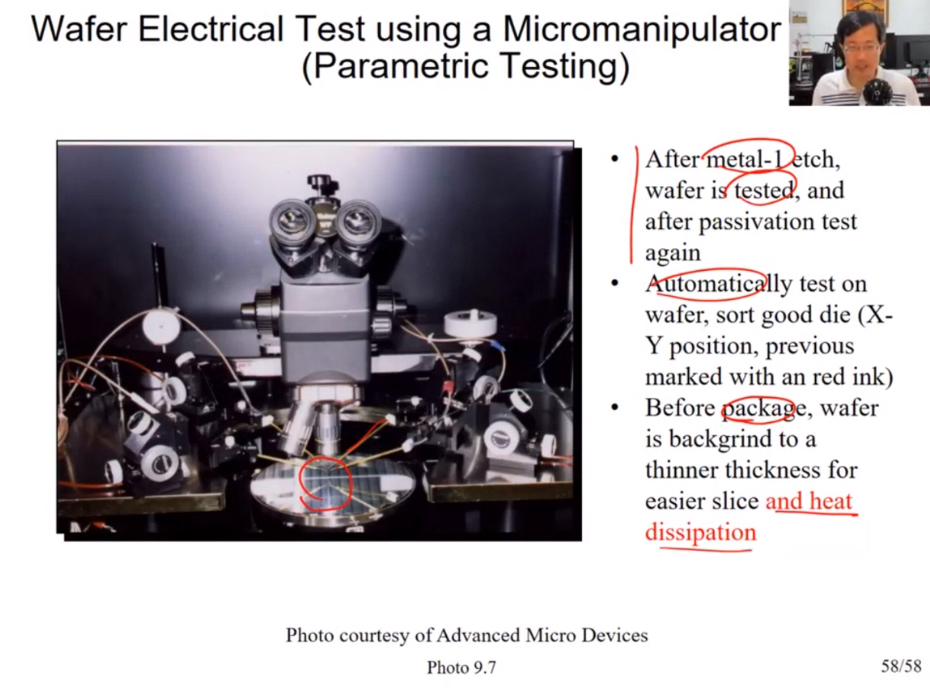 Wafer Electrical Test using a Micromanipulator
(Parametric Testing)
• After metal-1 etch,
wafer is tested, and
after passivation test
again
• Automatically test on
wafer, sort good die (X-
Y position, previous
marked with an red ink)
• Before package, wafer
is backgrind to a
thinner thickness for
easier slice and heat
dissipation
Photo courtesy of Advanced Micro Devices
Photo 9.7
58/58